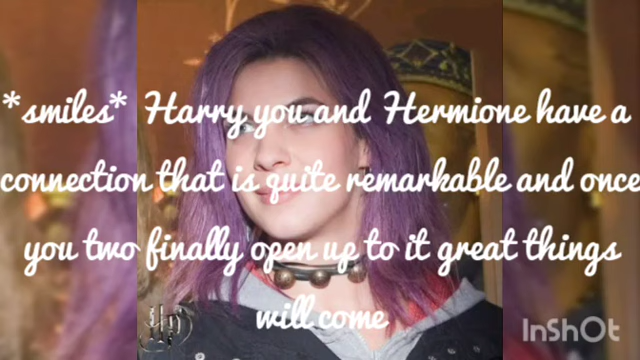 *smiles* Harry you and Hermione have a
connection that is quite remarkable and once
you two finally open up to it great things
will come
InShOt